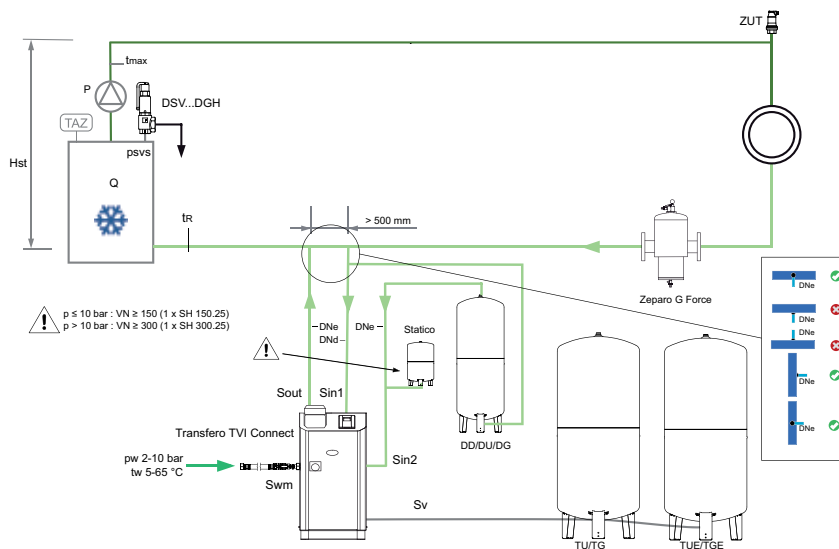 ZUT
tmax
P
DSV...DGH
TAZ
psvs
Hst
Q
tR
> 500 mm
Zeparo G Force
DNe
DNe
DNe
DNe
DNe
p ≤ 10 bar : VN ≥ 150 (1 x SH 150.25)
p > 10 bar : VN ≥ 300 (1 x SH 300.25)
DNe
DNd
DNe
Statico
Sout
Sin1
DD/DU/DG
Transfero TVI Connect
pw 2-10 bar
tw 5-65 °C
Swm
Sin2
Sv
TU/TG
TUE/TGE